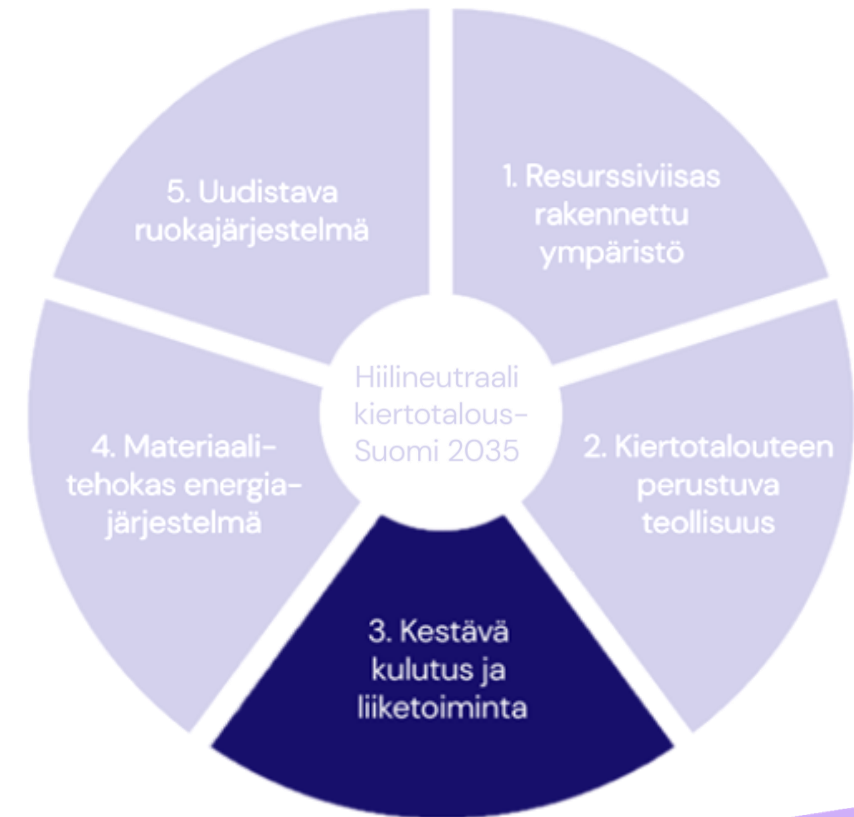 1. Resurssiviisas
rakennettu
ympäristö
2. Kiertotalouteen
perustuva
teollisuus
3. Kestävä
kulutus ja
liiketoiminta
4. Materiaali-
tehokas energia-
järjestelmä
5. Uudistava
ruokajärjestelmä
Hiilineutraali
kiertotalous-
Suomi 2035